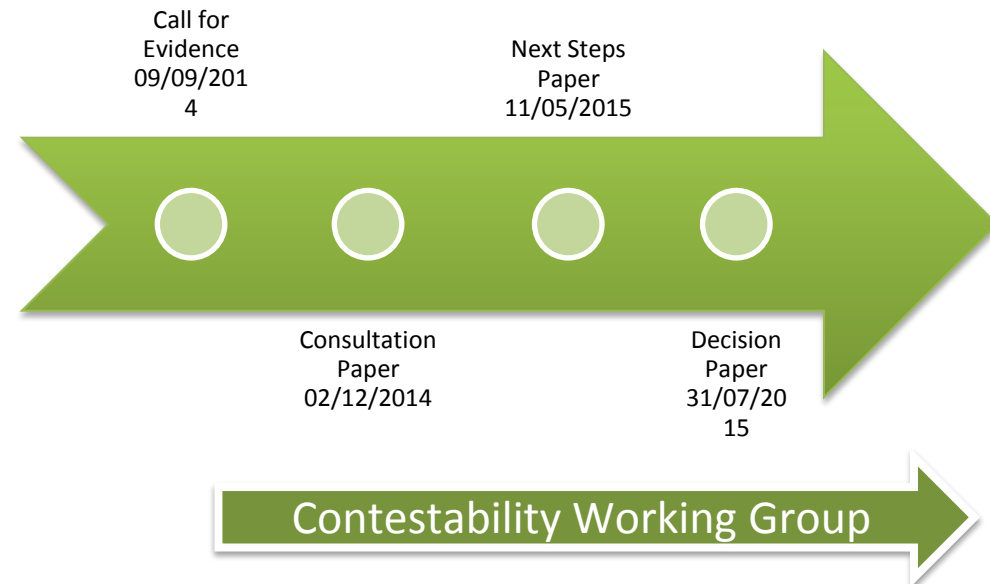 Call for
Evidence
09/09/201
4
Next Steps
Paper
11/05/2015
Consultation
Paper
02/12/2014
Decision
Paper
31/07/20
15
Contestability Working Group